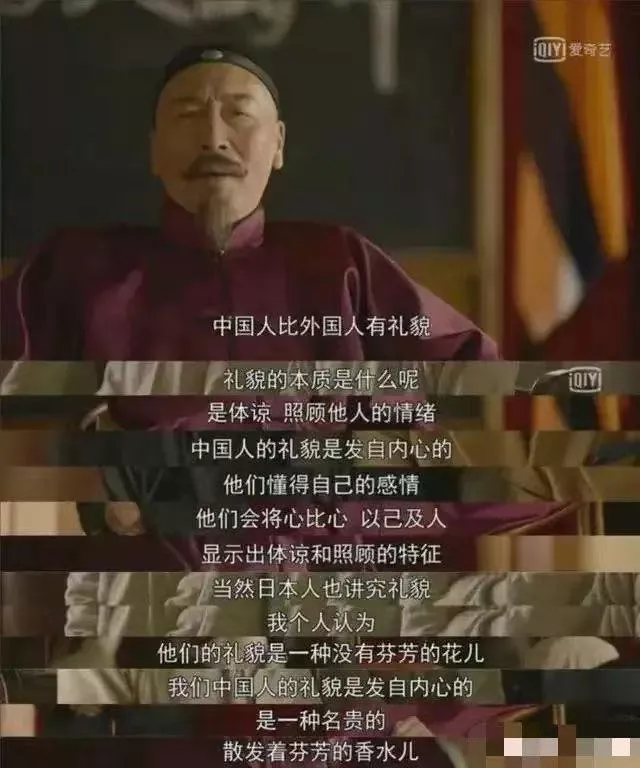 QIY 爱奇艺
中国人比外国人有礼貌
礼貌的本质是什么呢
QIY
是体谅 照顾他人的情绪
中国人的礼貌是发自内心的
他们懂得自己的感情
他们会将心比心 以己及人
显示出体谅和照顾的特征
当然日本人也讲究礼貌
我个人认为
他们的礼貌是一种没有芬芳的花儿
我们中国人的礼貌是发自内心的
是一种名贵的
散发着芬芳的香水儿